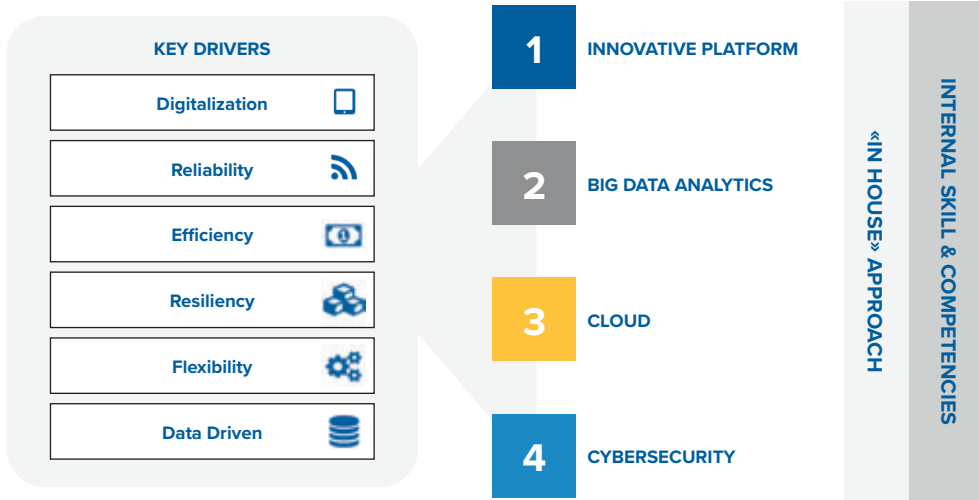 KEY DRIVERS
Digitalization
Reliability
Efficiency
Resiliency
Flexibility
Data Driven
1
INNOVATIVE PLATFORM
2
BIG DATA ANALYTICS
3
CLOUD
4
CYBERSECURITY
«IN HOUSE» APPROACH
INTERNAL SKILL & COMPETENCIES